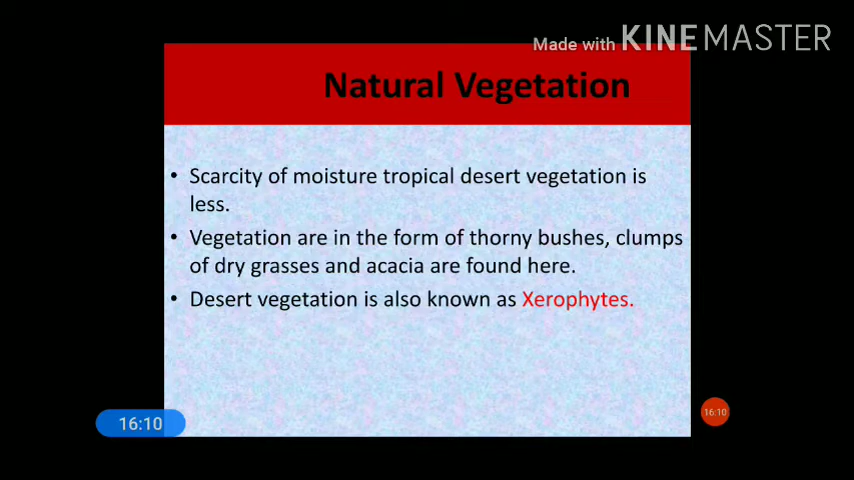 Made with KINEMASTER
Natural Vegetation
• Scarcity of moisture tropical desert vegetation is
less.
• Vegetation are in the form of thorny bushes, clumps
of dry grasses and acacia are found here.
• Desert vegetation is also known as Xerophytes.
16:10
16:10